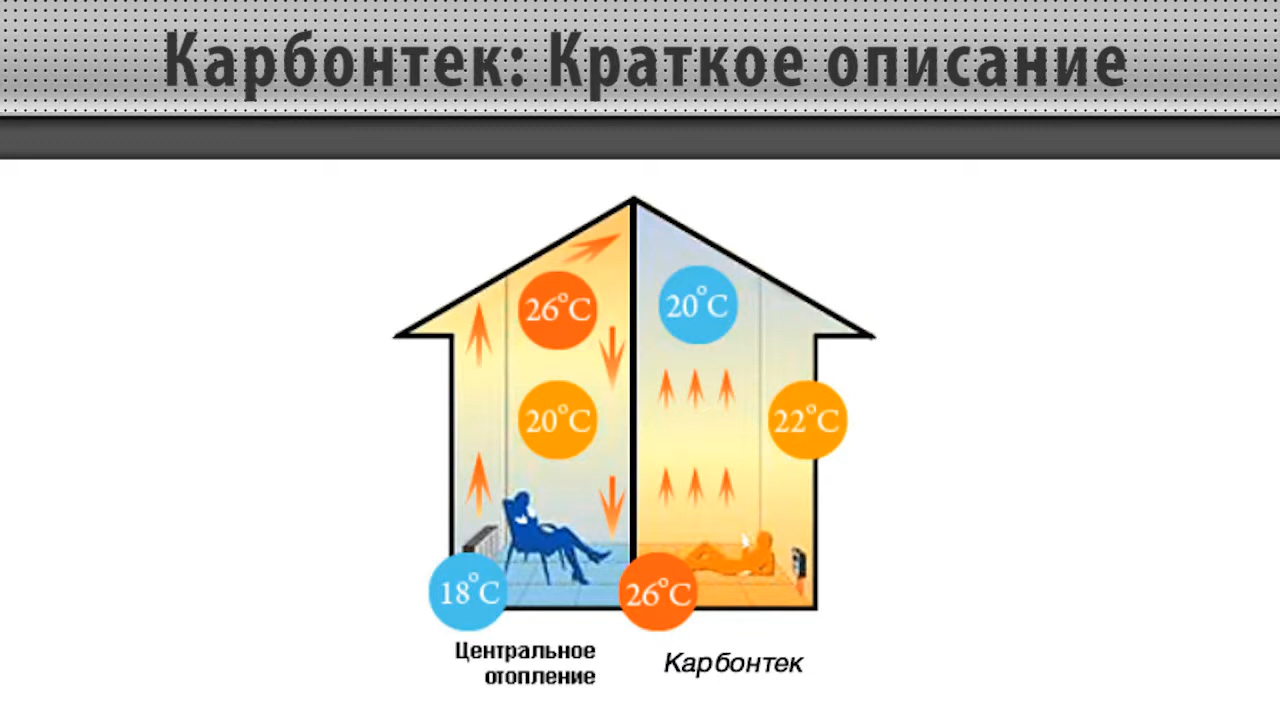 Карбонтек: Краткое описание
26°C
20°C
20°C
22°C
18°C
26°C
Центральное
отопление
Карбонтек